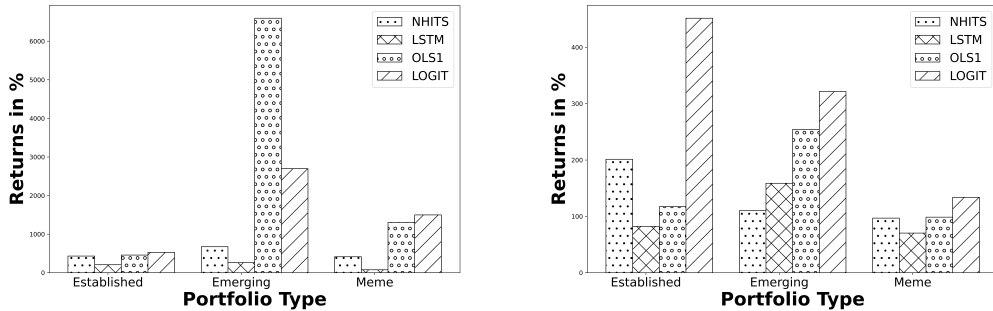 Returns in %
6000
5000
4000
3000
2000
1000
0
NHITS
LSTM
OLS1
LOGIT
Established
Emerging
Meme
Portfolio Type
Returns in %
400
300
200
100
0
NHITS
LSTM
OLS1
LOGIT
Established
Emerging
Meme
Portfolio Type